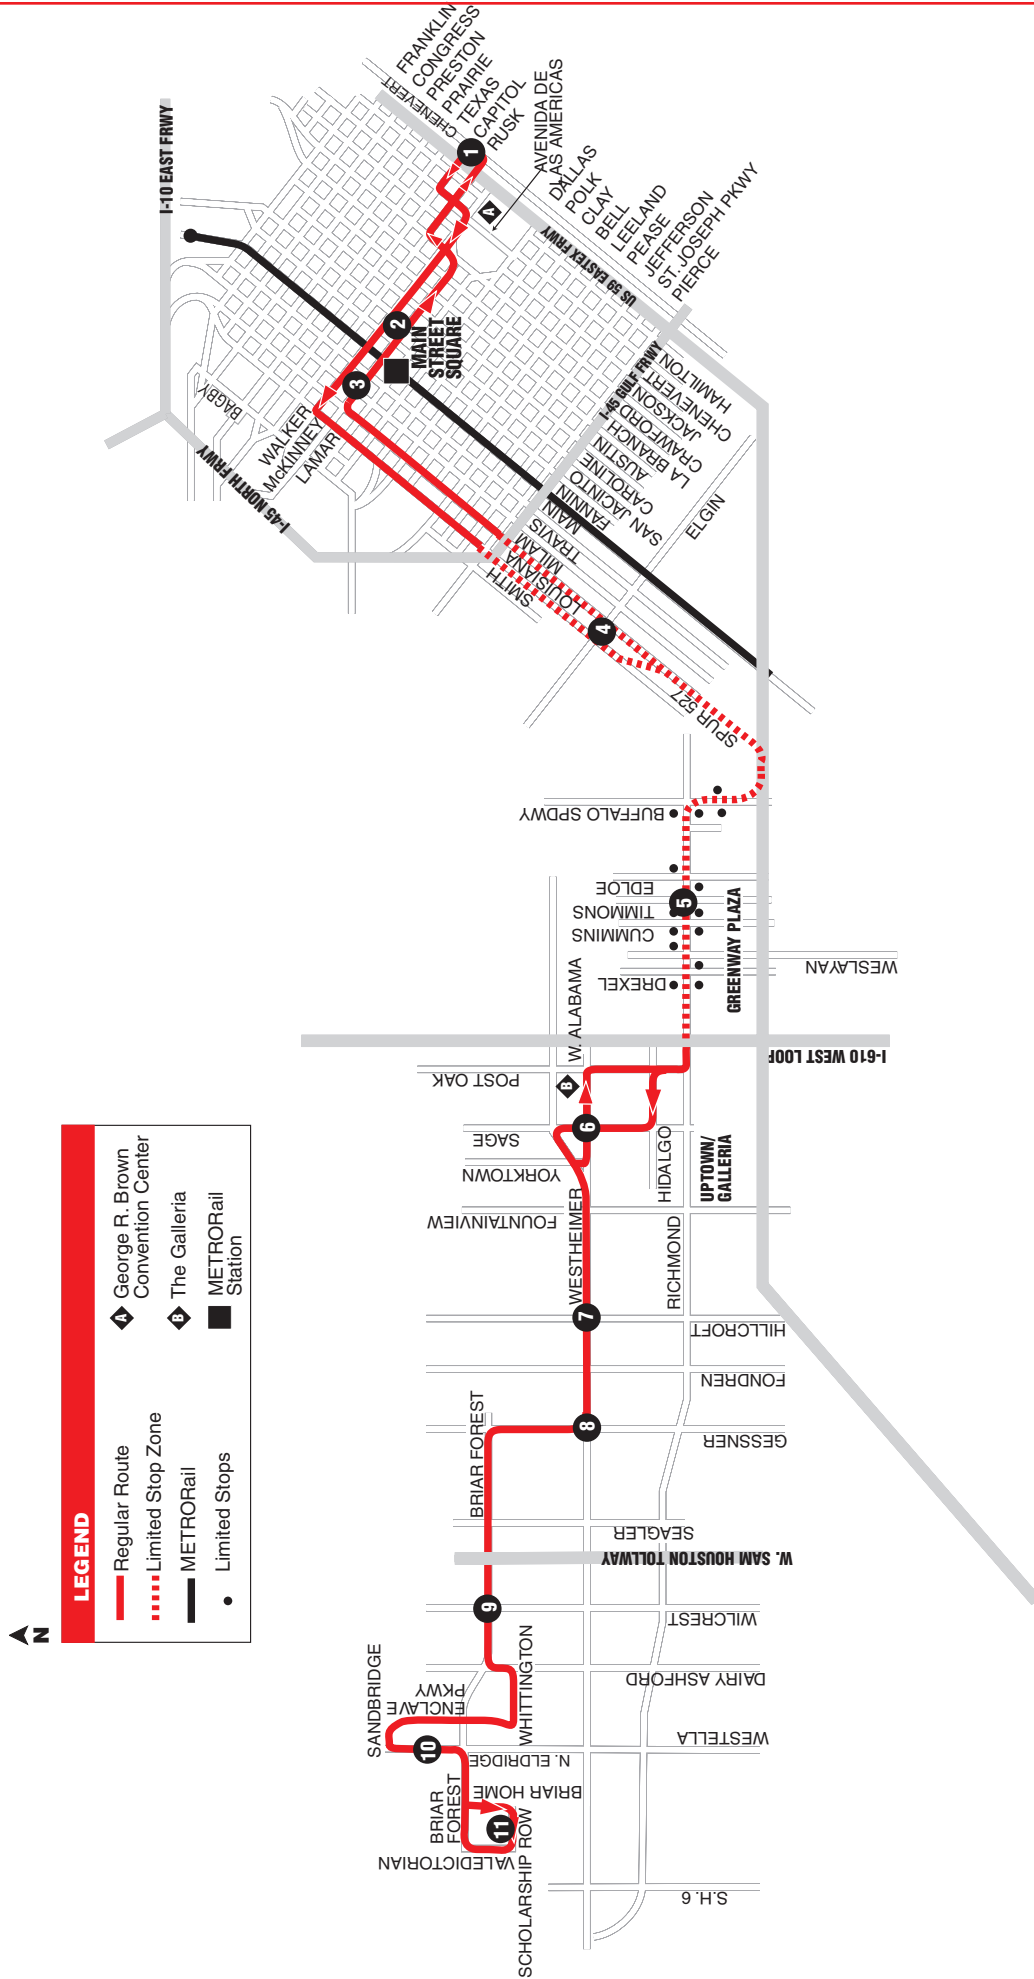 N
LEGEND
Regular Route
Limited Stop Zone
METRORail
Limited Stops
A
George R. Brown
Convention Center
B
The Galleria
METRORail
Station
S.H. 6
SCHOLARSHIP ROW
VALEDICTORIAN
BRIAR
FOREST
11
BRIAR HOME
N. ELDRIDGE
10
SANDBRIDGE
ENCLAVE
PKWY
WHITTINGTON
WESTELLA
DAIRY ASHFORD
9
WILCREST
W. SAM HOUSTON TOLLWAY
SEAGLER
BRIAR FOREST
8
GESSNER
FONDREN
7
HILLCROFT
WESTHEIMER
RICHMOND
FOUNTAINVIEW
YORKTOWN
SAGE
6
HIDALGO
UPTOWN/
GALLERIA
POST OAK
B
W. ALABAMA
I-610 WEST LOOP
DREXEL
WESLAYAN
GREENWAY PLAZA
CUMMINS
TIMMONS
5
EDLOE
BUFFALO SPDWY
SPUR 527
4
ELGIN
SMITH
LOUISIANA
MILAM
TRAVIS
MAIN
FANNIN
SAN JACINTO
CAROLINE
AUSTIN
LA BRANCH
CRAWFORD
JACKSON
CHENEVERT
HAMILTON
I-45 GULF FRWY
I-45 NORTH FRWY
BAGBY
WALKER
McKINNEY
LAMAR
3
2
MAIN
STREET
SQUARE
I-10 EAST FRWY
1
A
CHENEVERT
FRANKLIN
CONGRESS
PRESTON
PRAIRIE
TEXAS
CAPITOL
RUSK
AVENIDA DE
LAS AMERICAS
DALLAS
POLK
CLAY
BELL
LEELAND
PEASE
JEFFERSON
ST. JOSEPH PKWY
PIERCE
US 59 EASTEX FRWY